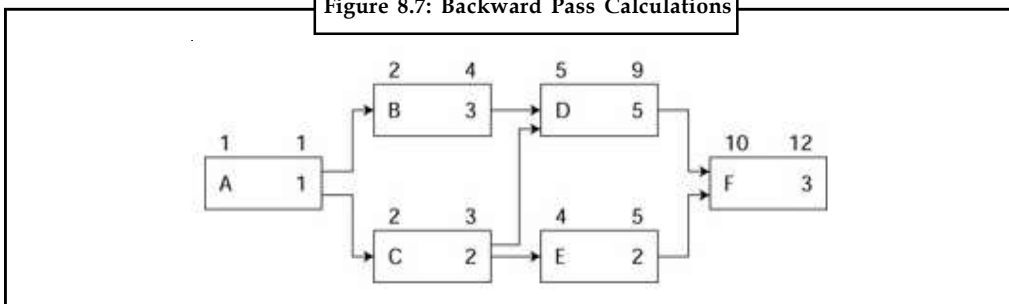 Figure 8.7: Backward Pass Calculations
2 4 5 9
B 3 D 5
1 1 10 12
A 1 F 3
2 3 4 5
C 2 E 2